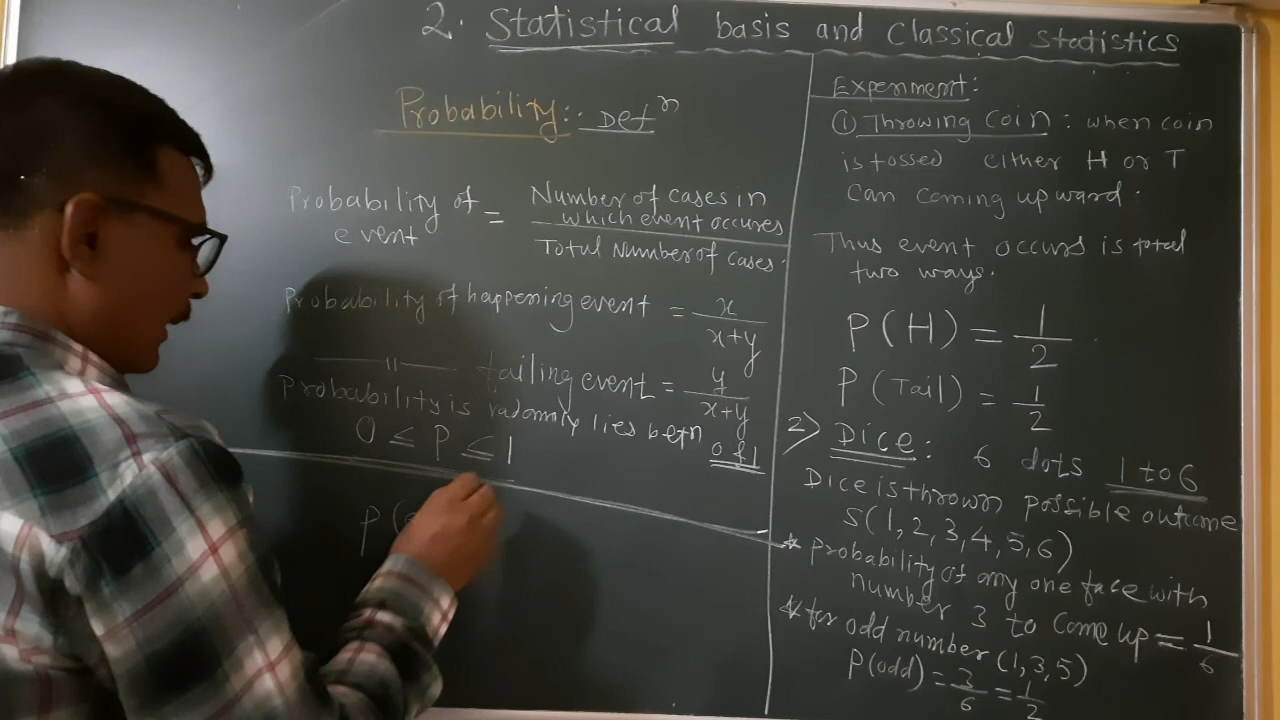 2. Statistical basis and Classical Statistics
Probability:- Defⁿ
Probability of event = Number of cases in which event occures / Total Number of cases.
Probability of happening event = x / x+y
—— 11 —— failing event = y / x+y
Probability is radomly lies betn 0 & 1
0 ≤ P ≤ 1
P(
Experiment:
① Throwing coin : when coin
is tossed either H or T
Can coming upward.
Thus event occurs is total
two ways.
P(H) = 1/2
P(Tail) = 1/2
2> Dice: 6 dots 1 to 6
Dice is thrown possible outcome
S(1,2,3,4,5,6)
* Probability of any one face with
number 3 to come up = 1/6
* for odd number (1,3,5)
P(odd) = 3/6 = 1/2